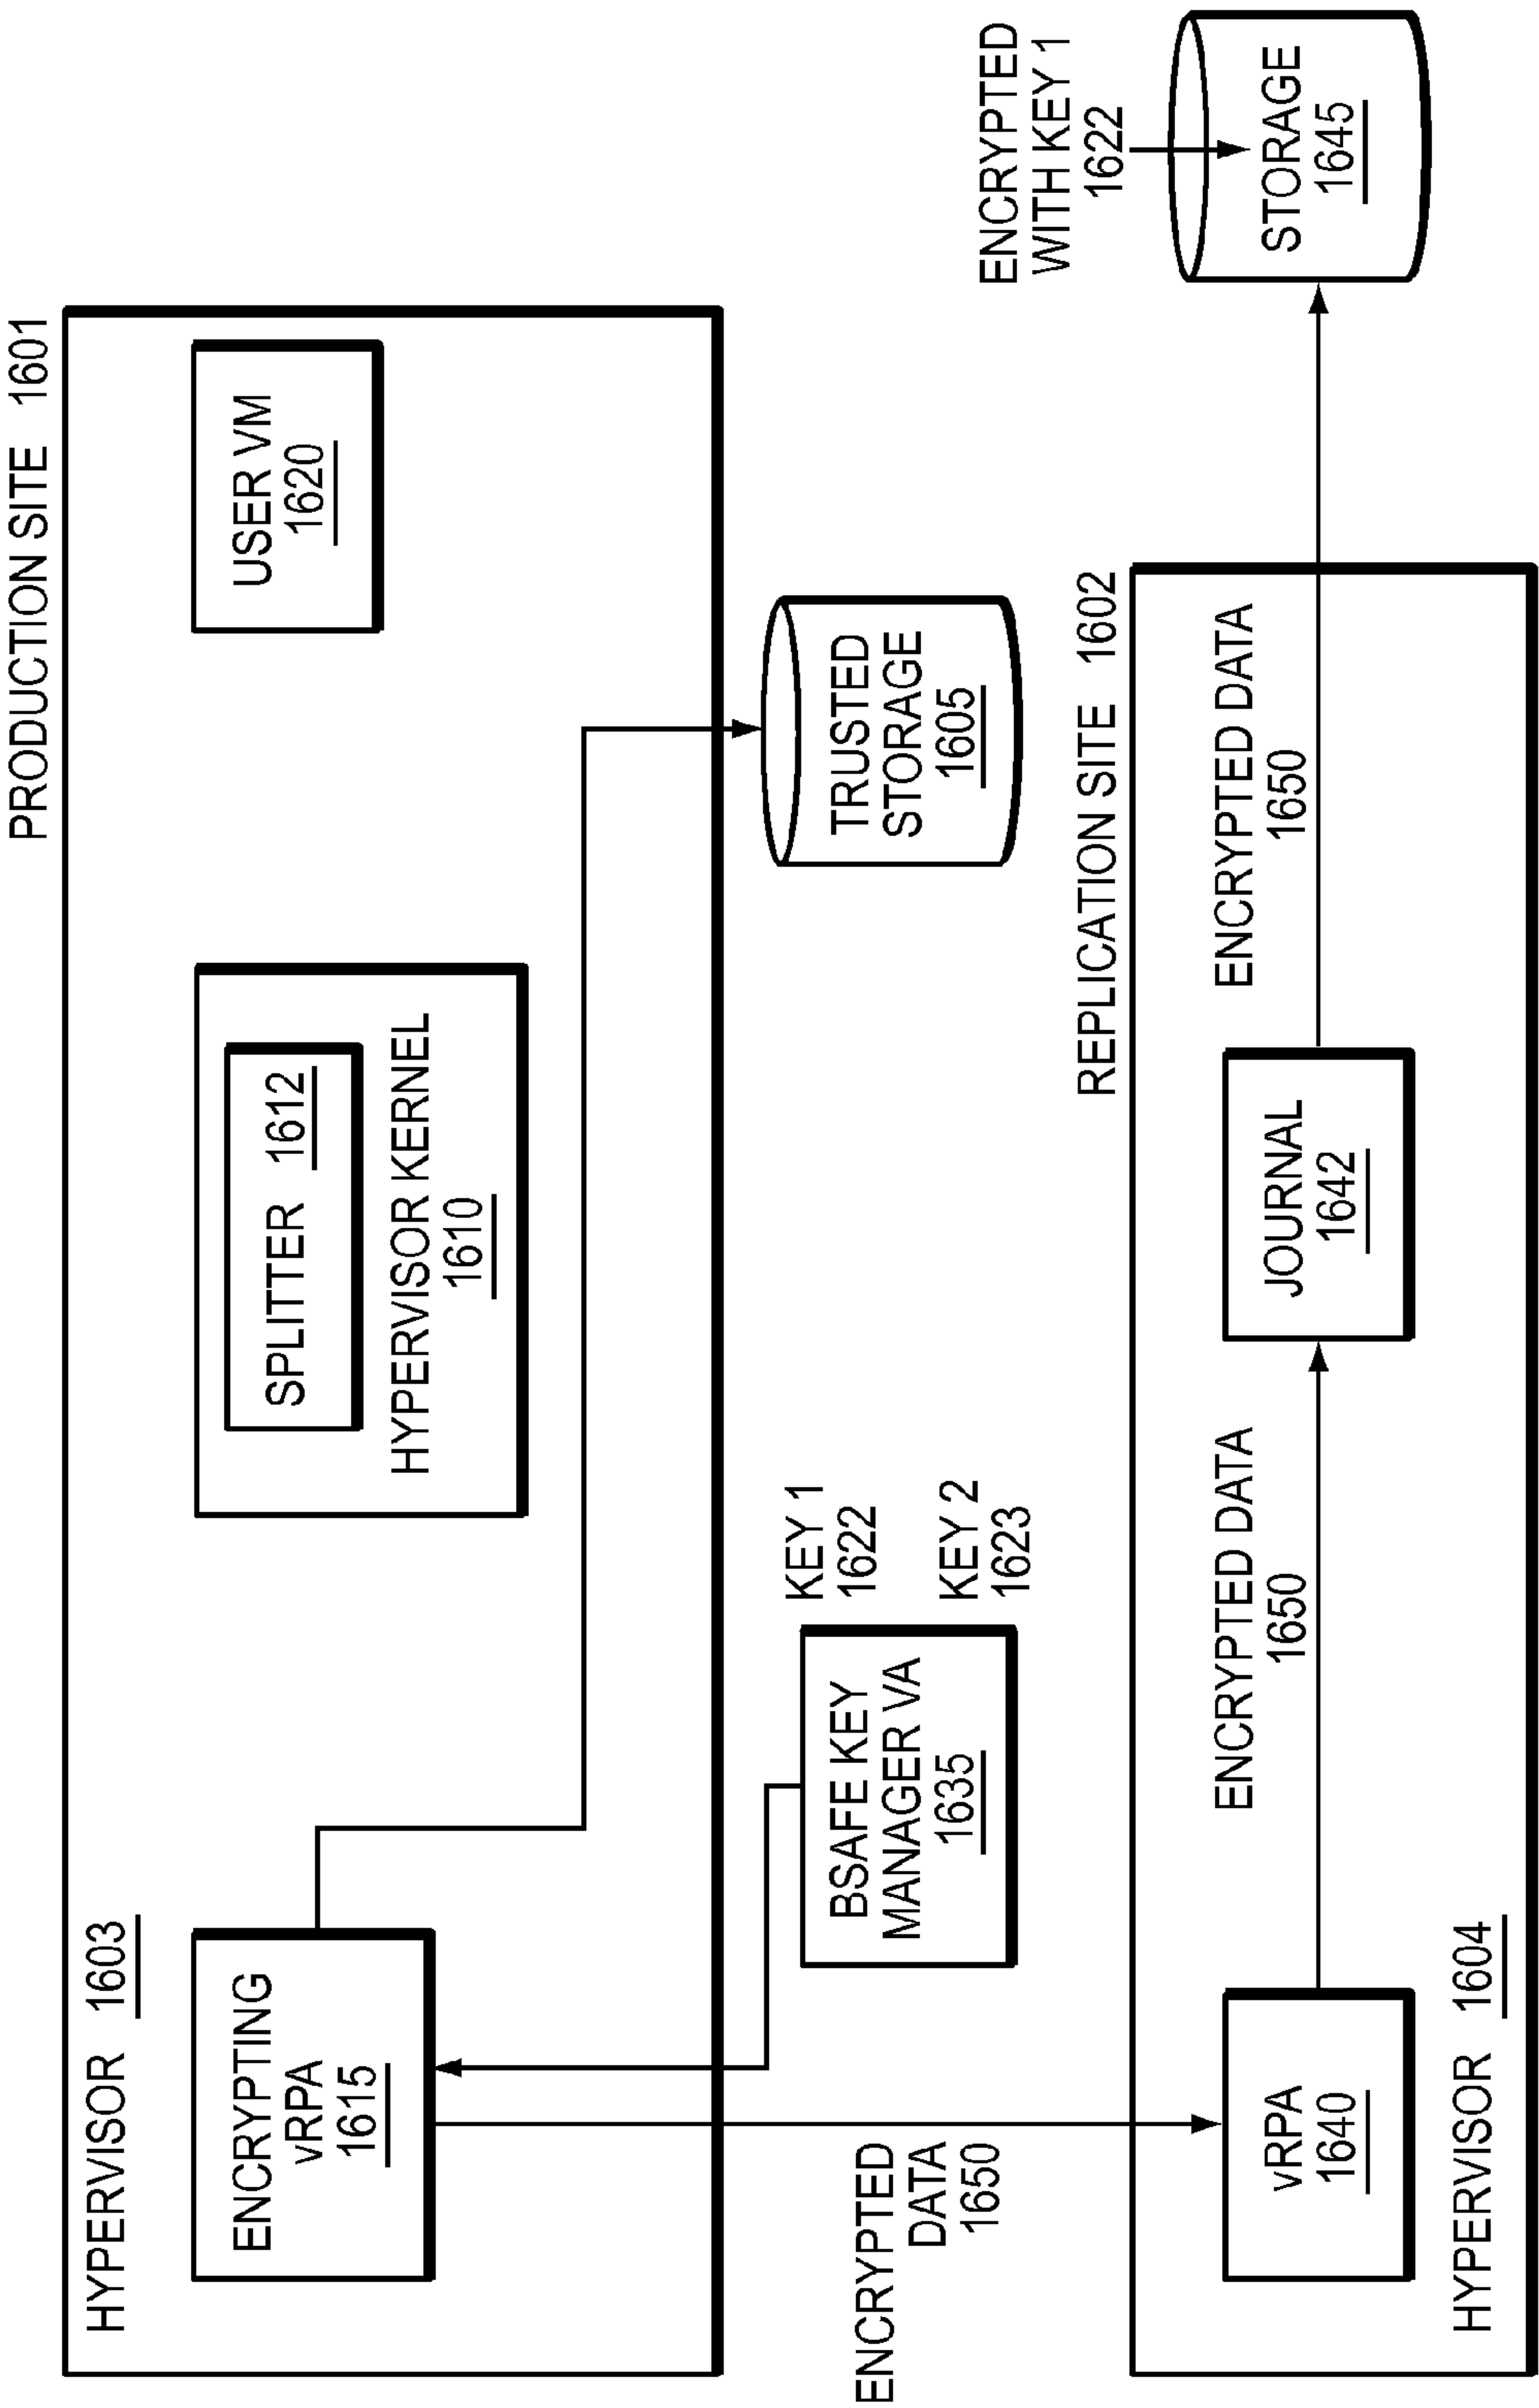 PRODUCTION SITE 1601
HYPERVISOR 1603
ENCRYPTING
vRPA
1615
SPLITTER 1612
HYPERVISOR KERNEL
1610
USER VM
1620
BSAFE KEY
MANAGER VA
1635
KEY 1
1622
KEY 2
1623
TRUSTED
STORAGE
1605
ENCRYPTED
DATA
1650
REPLICATION SITE 1602
vRPA
1640
ENCRYPTED DATA
1650
JOURNAL
1642
ENCRYPTED DATA
1650
HYPERVISOR 1604
ENCRYPTED
WITH KEY 1
1622
STORAGE
1645